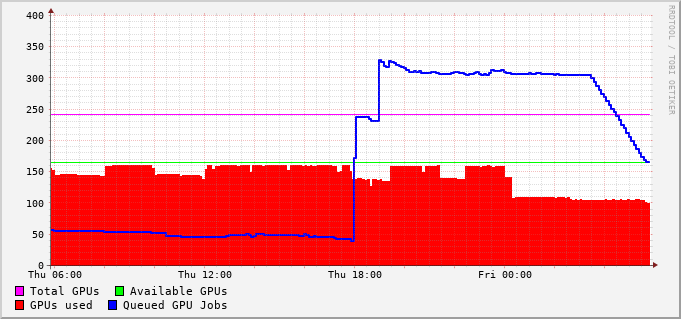 400
350
300
250
200
150
100
50
0
Thu 06:00 Thu 12:00 Thu 18:00 Fri 00:00
Total GPUs Available GPUs
GPUs used Queued GPU Jobs
RRDTOOL / TOBI OETIKER